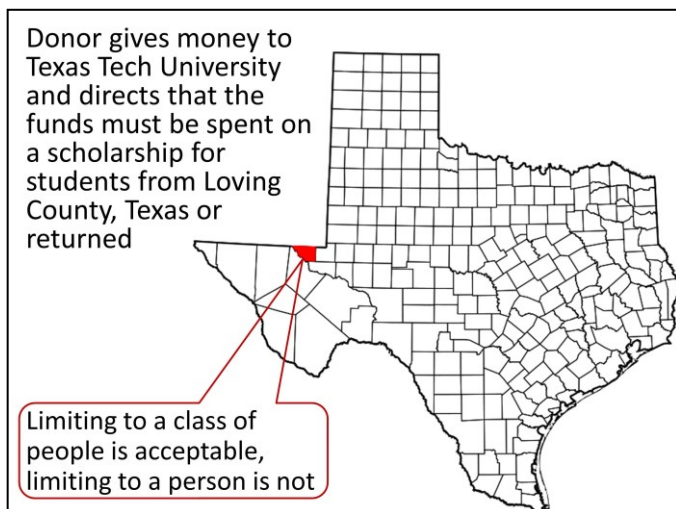 Donor gives money to
Texas Tech University
and directs that the
funds must be spent on
a scholarship for
students from Loving
County, Texas or
returned
Limiting to a class of
people is acceptable,
limiting to a person is not